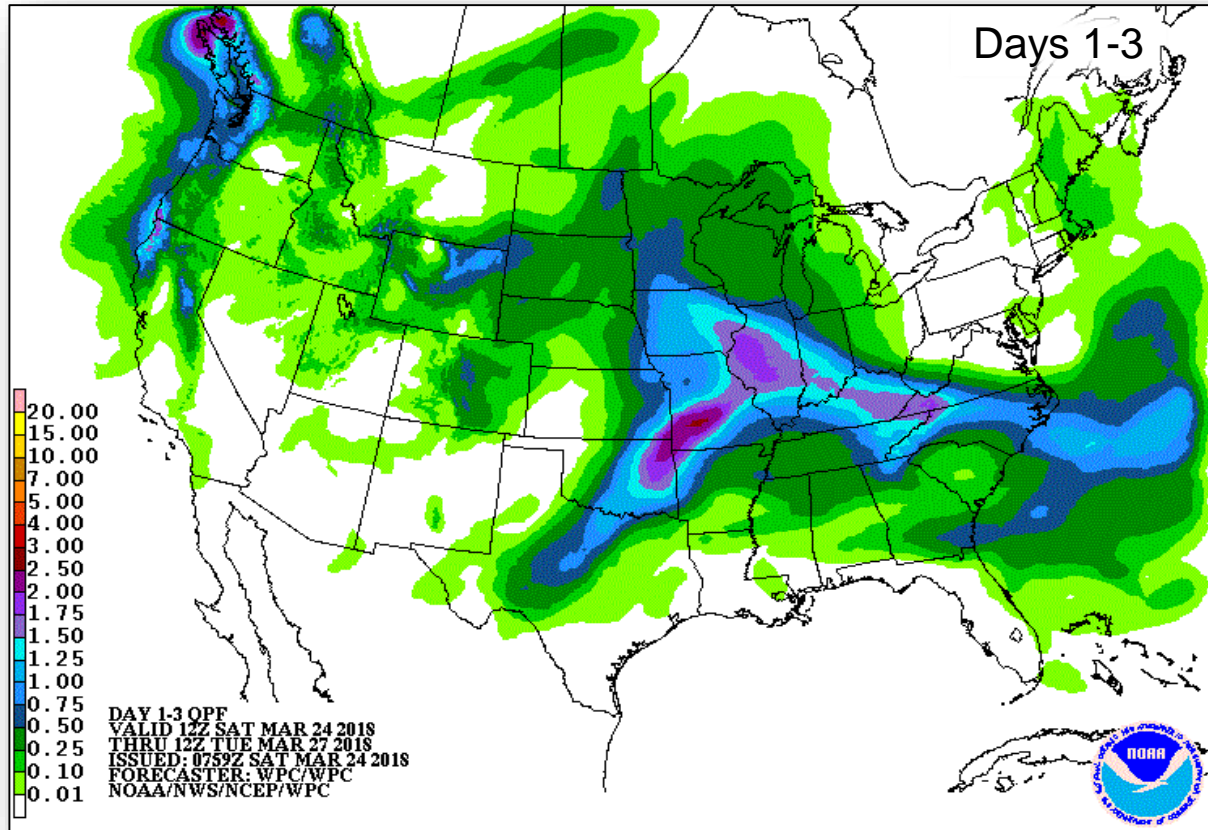 Days 1-3
20.00
15.00
10.00
7.00
5.00
4.00
3.00
2.50
2.00
1.75
1.50
1.25
1.00
0.75
0.50
0.25
0.10
0.01
DAY 1-3 QPF
VALID 12Z SAT MAR 24 2018
THRU 12Z TUE MAR 27 2018
ISSUED: 0759Z SAT MAR 24 2018
FORECASTER: WPC/WPC
NOAA/NWS/NCEP/WPC
NOAA